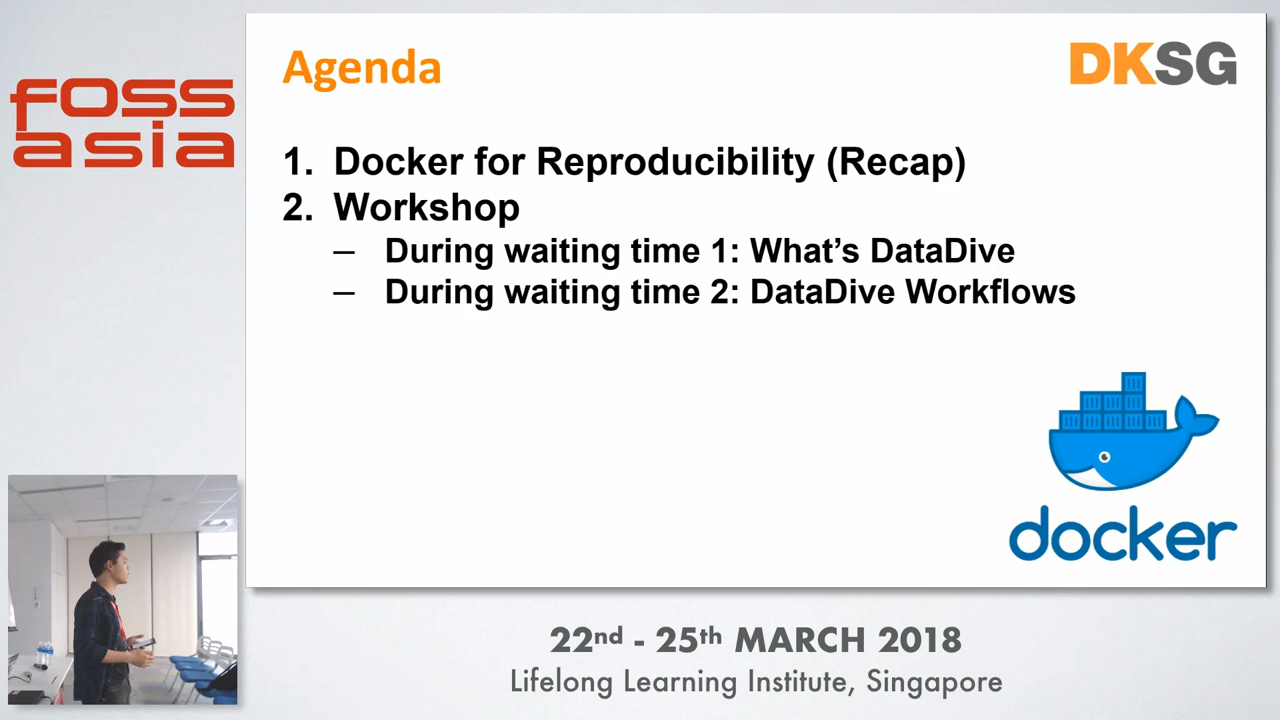 foss
asia
Agenda
DKSG
1. Docker for Reproducibility (Recap)
2. Workshop
– During waiting time 1: What’s DataDive
– During waiting time 2: DataDive Workflows
docker
22nd - 25th MARCH 2018
Lifelong Learning Institute, Singapore